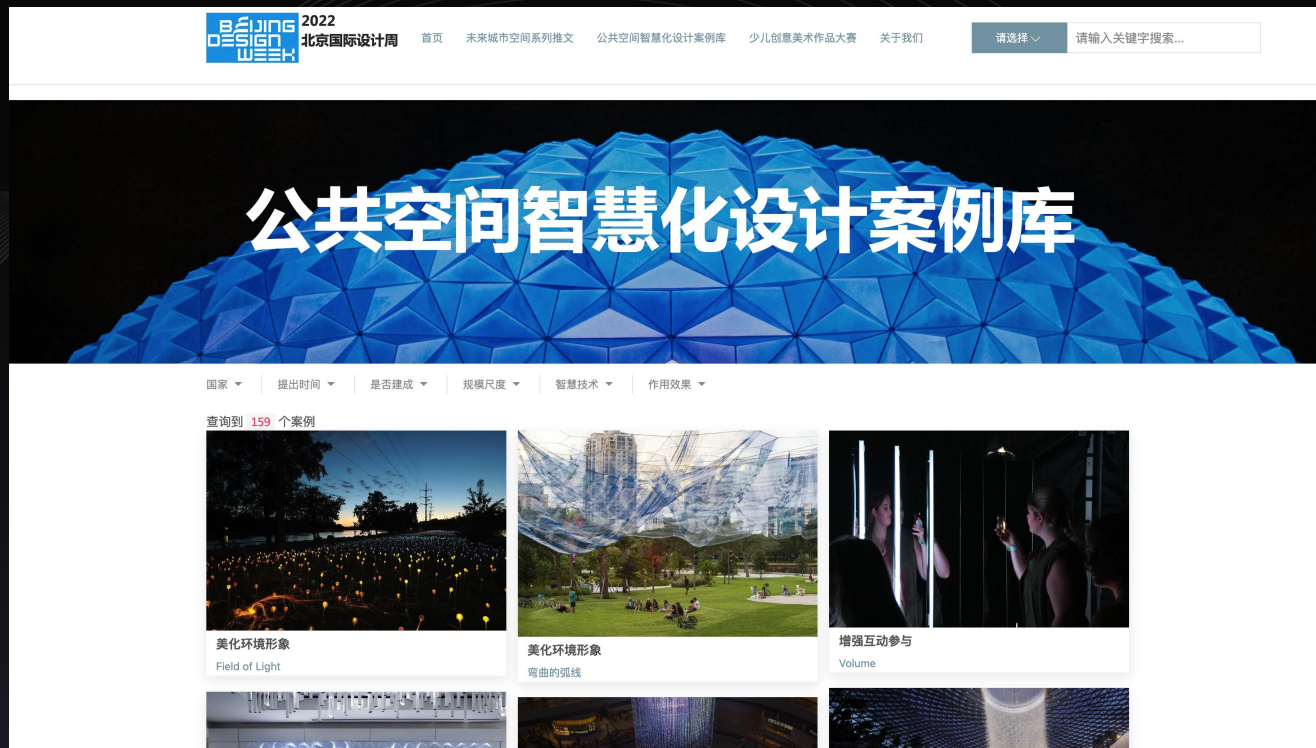 BEIJING
DESIGN
WEEK
2022
北京国际设计周
首页 未来城市空间系列推文 公共空间智慧化设计案例库 少儿创意美术作品大赛 关于我们
请选择 请输入关键字搜索...
公共空间智慧化设计案例库
国家 提出时间 是否建成 规模尺度 智慧技术 作用效果
查询到 159 个案例
美化环境形象
Field of Light
美化环境形象
弯曲的弧线
增强互动参与
Volume